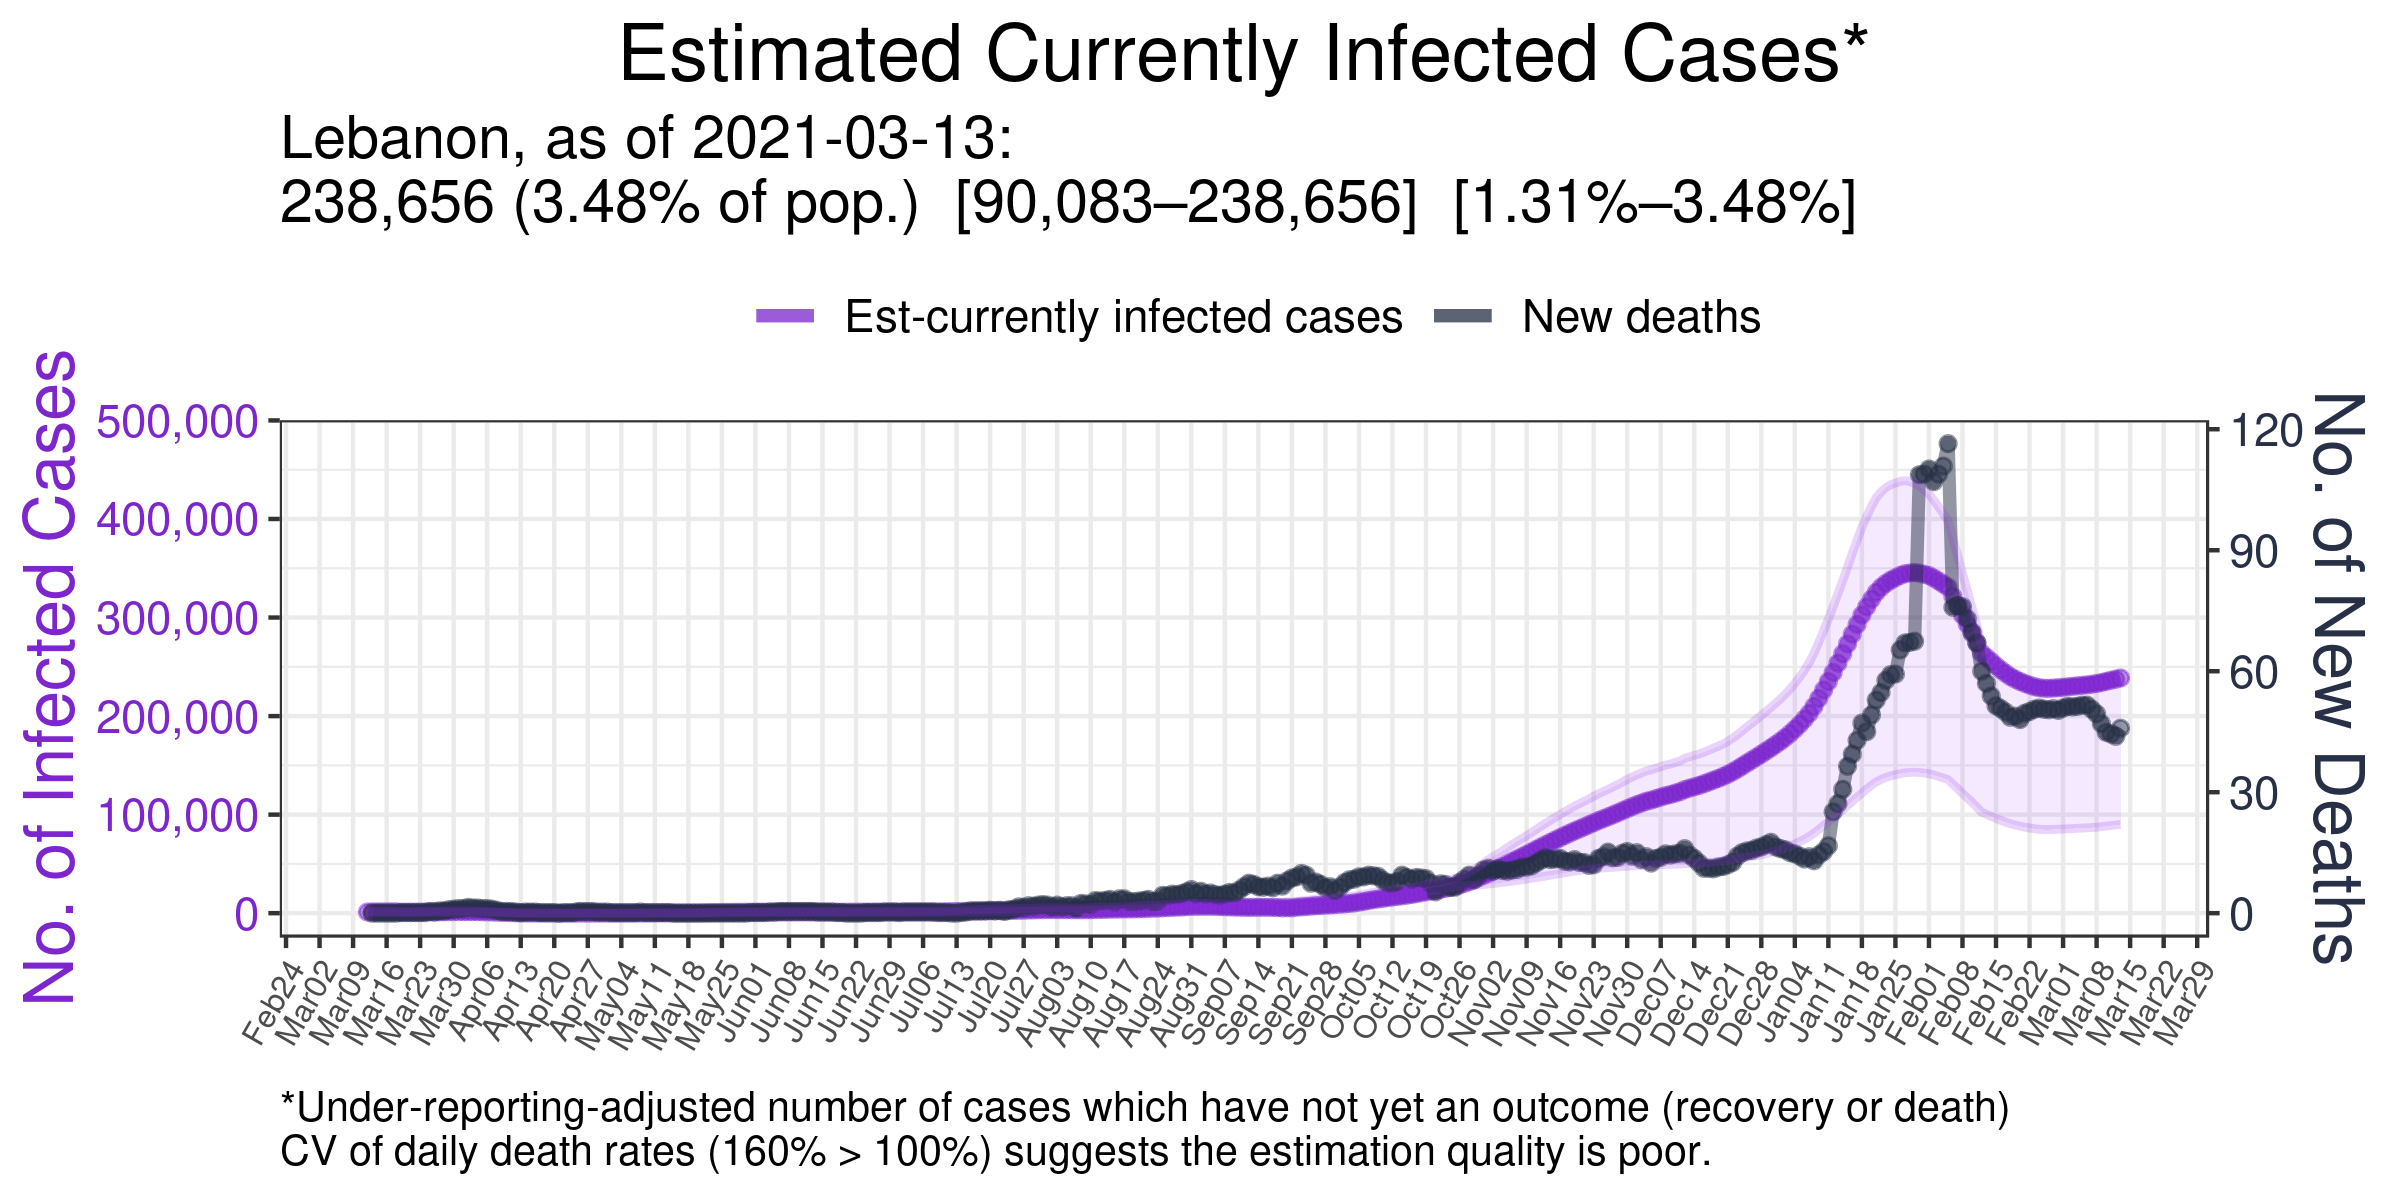 Estimated Currently Infected Cases*
Lebanon, as of 2021-03-13:
238,656 (3.48% of pop.) [90,083–238,656] [1.31%–3.48%]
Est-currently infected cases
New deaths
No. of Infected Cases
500,000
400,000
300,000
200,000
100,000
0
120
90
60
30
0
No. of New Deaths
Feb24
Mar02
Mar09
Mar16
Mar23
Mar30
Apr06
Apr13
Apr20
Apr27
May04
May11
May18
May25
Jun01
Jun08
Jun15
Jun22
Jun29
Jul06
Jul13
Jul20
Jul27
Aug03
Aug10
Aug17
Aug24
Aug31
Sep07
Sep14
Sep21
Sep28
Oct05
Oct12
Oct19
Oct26
Nov02
Nov09
Nov16
Nov23
Nov30
Dec07
Dec14
Dec21
Dec28
Jan04
Jan11
Jan18
Jan25
Feb01
Feb08
Feb15
Feb22
Mar01
Mar08
Mar15
Mar22
Mar29
*Under-reporting-adjusted number of cases which have not yet an outcome (recovery or death)
CV of daily death rates (160% > 100%) suggests the estimation quality is poor.